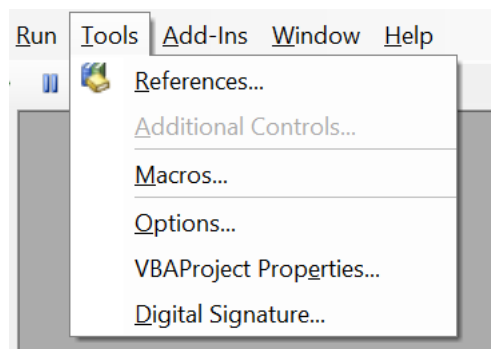 Run Tools Add-Ins Window Help
References...
Additional Controls...
Macros...
Options...
VBAProject Properties...
Digital Signature...